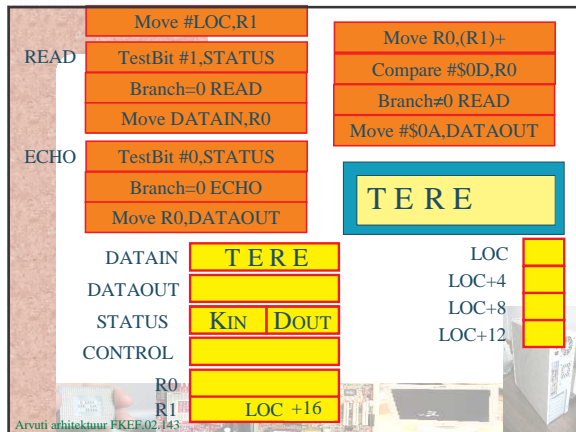 Move #LOC,R1
READ TestBit #1,STATUS
Branch=0 READ
Move DATAIN,R0
ECHO TestBit #0,STATUS
Branch=0 ECHO
Move R0,DATAOUT
Move R0,(R1)+
Compare #$0D,R0
Branch≠0 READ
Move #$0A,DATAOUT
T E R E
DATAIN T E R E
DATAOUT
STATUS KIN DOUT
CONTROL
R0
R1 LOC +16
LOC
LOC+4
LOC+8
LOC+12
Arvuti arhitektuur FKEF.02.143